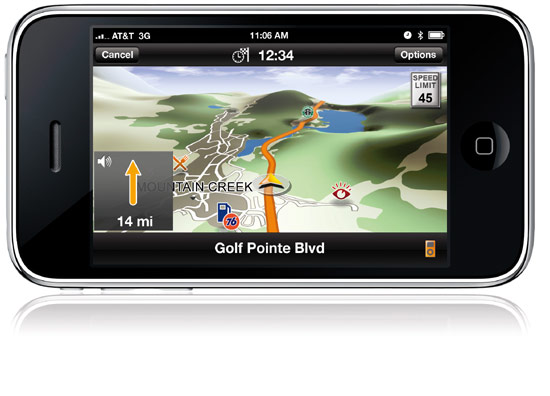 AT&T 3G 11:06 AM
Cancel 12:34 Options
SPEED
LIMIT
45
MOUNTAIN CREEK
76
14 mi
Golf Pointe Blvd